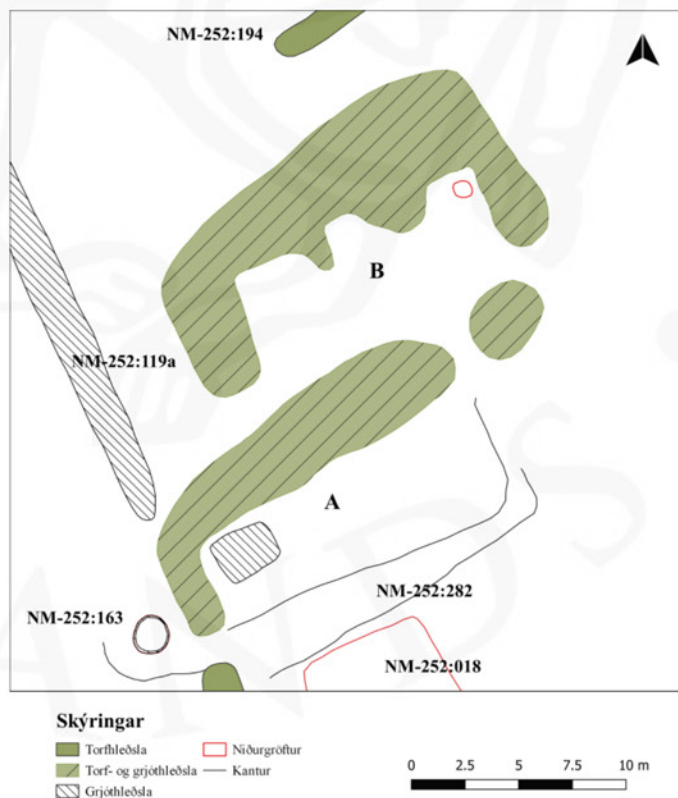 NM-252:194
B
NM-252:119a
A
NM-252:163
NM-252:282
NM-252:018
Skýringar
Torfhleðsla
Niðurgröftur
Torf- og grjóthleðsla
Kantur
Grjóthleðsla
0 2.5 5 7.5 10 m
ANDS